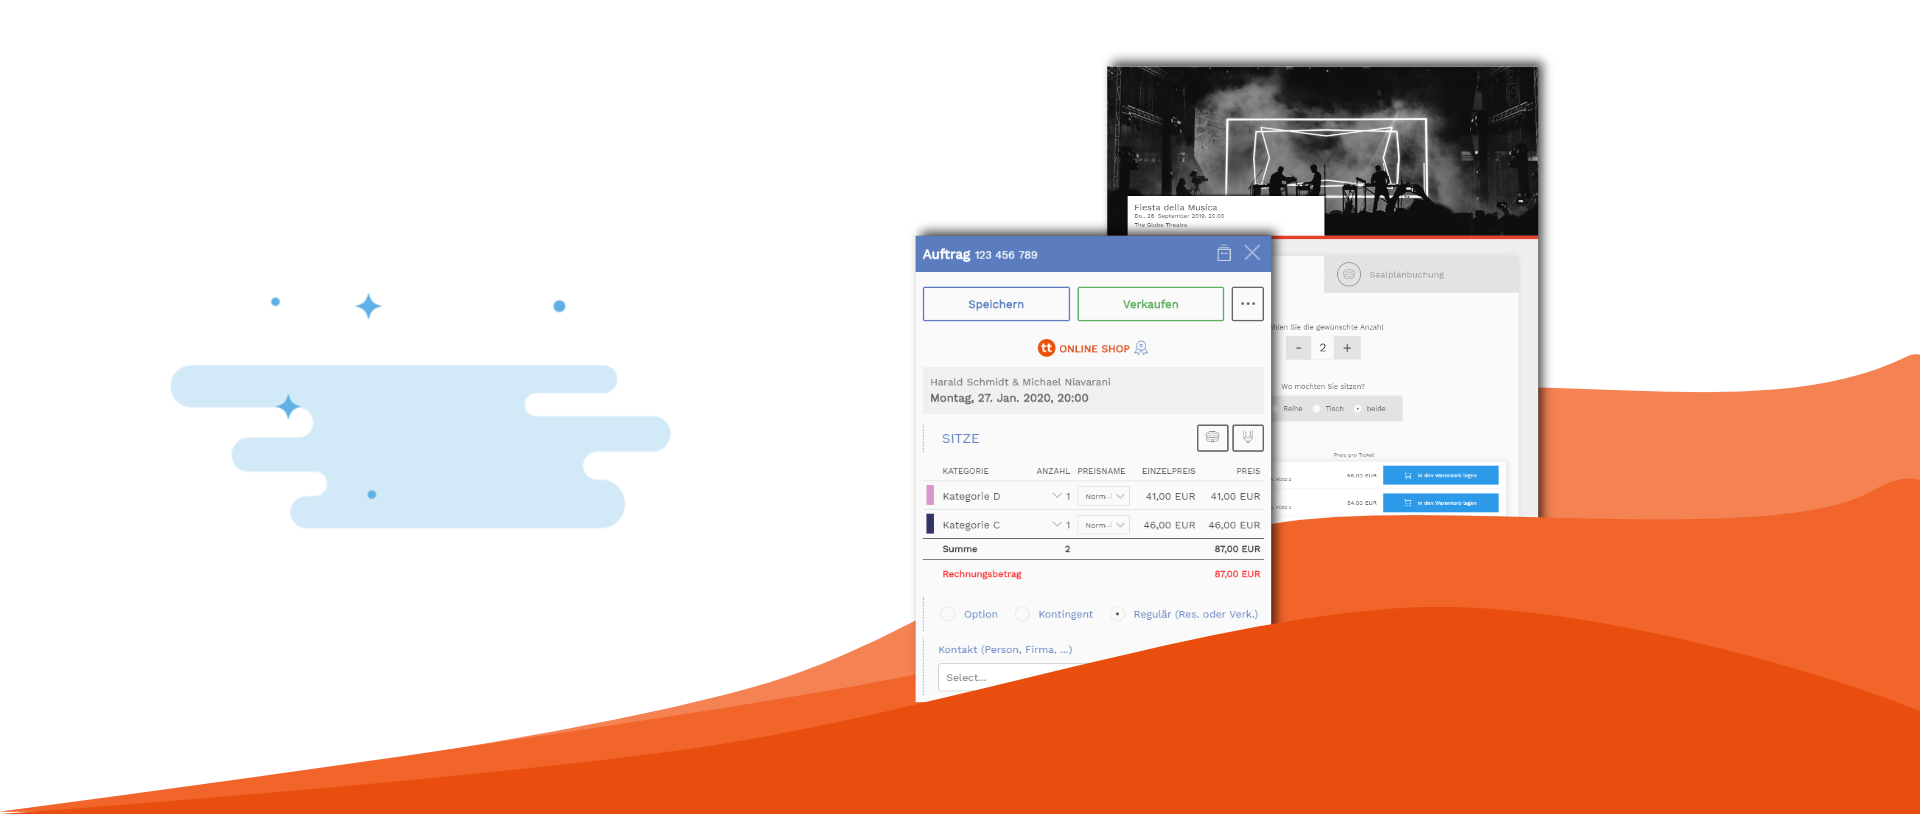 Fiesta della Musica
Do., 26. September 2019, 20:00
The Globe Theatre
Saalplanbuchung
hlen Sie die gewünschte Anzahl
- 2 +
Wo möchten Sie sitzen?
Reihe Tisch beide
Preis pro Ticket
EUR in den Warenkorb legen
54,00 EUR in den Warenkorb legen
Auftrag 123 456 789
Speichern Verkaufen ...
tt ONLINE SHOP
Harald Schmidt & Michael Niavarani
Montag, 27. Jan. 2020, 20:00
SITZE
KATEGORIE ANZAHL PREISNAME EINZELPREIS PREIS
Kategorie D 1 Norm... 41,00 EUR 41,00 EUR
Kategorie C 1 Norm... 46,00 EUR 46,00 EUR
Summe 2 87,00 EUR
Rechnungsbetrag 87,00 EUR
Option Kontingent Regulär (Res. oder Verk.)
Kontakt (Person, Firma, ...)
Select...